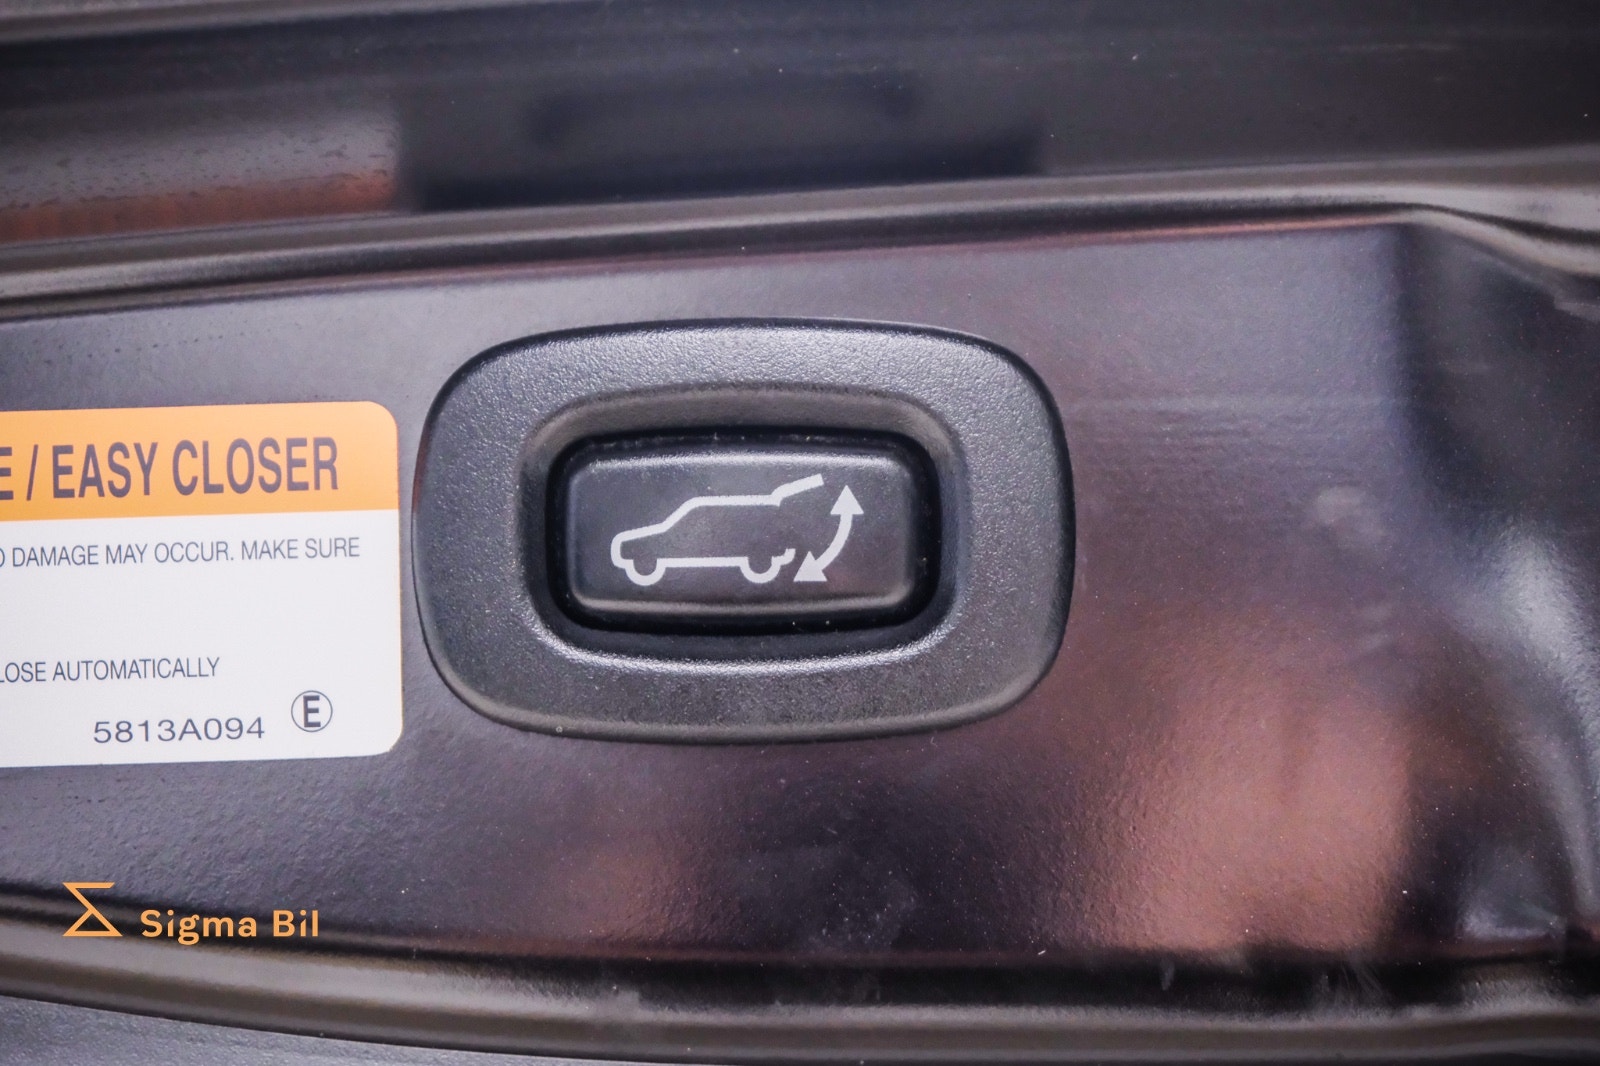 E / EASY CLOSER
DAMAGE MAY OCCUR. MAKE SURE
LOSE AUTOMATICALLY
5813A094 E
Sigma Bil